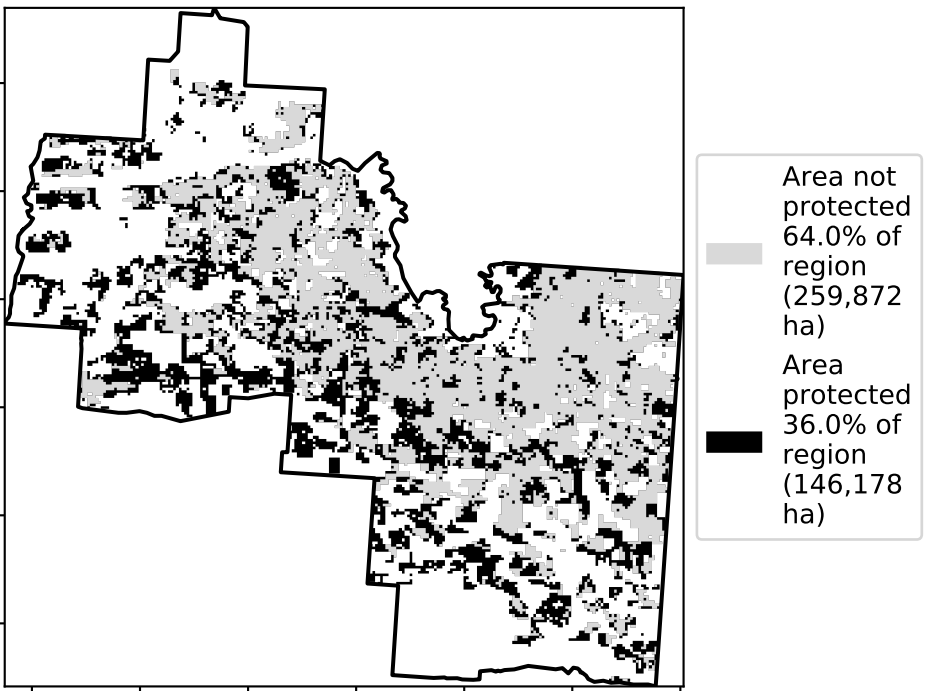 Area not
protected
64.0% of
region
(259,872
ha)
Area
protected
36.0% of
region
(146,178
ha)